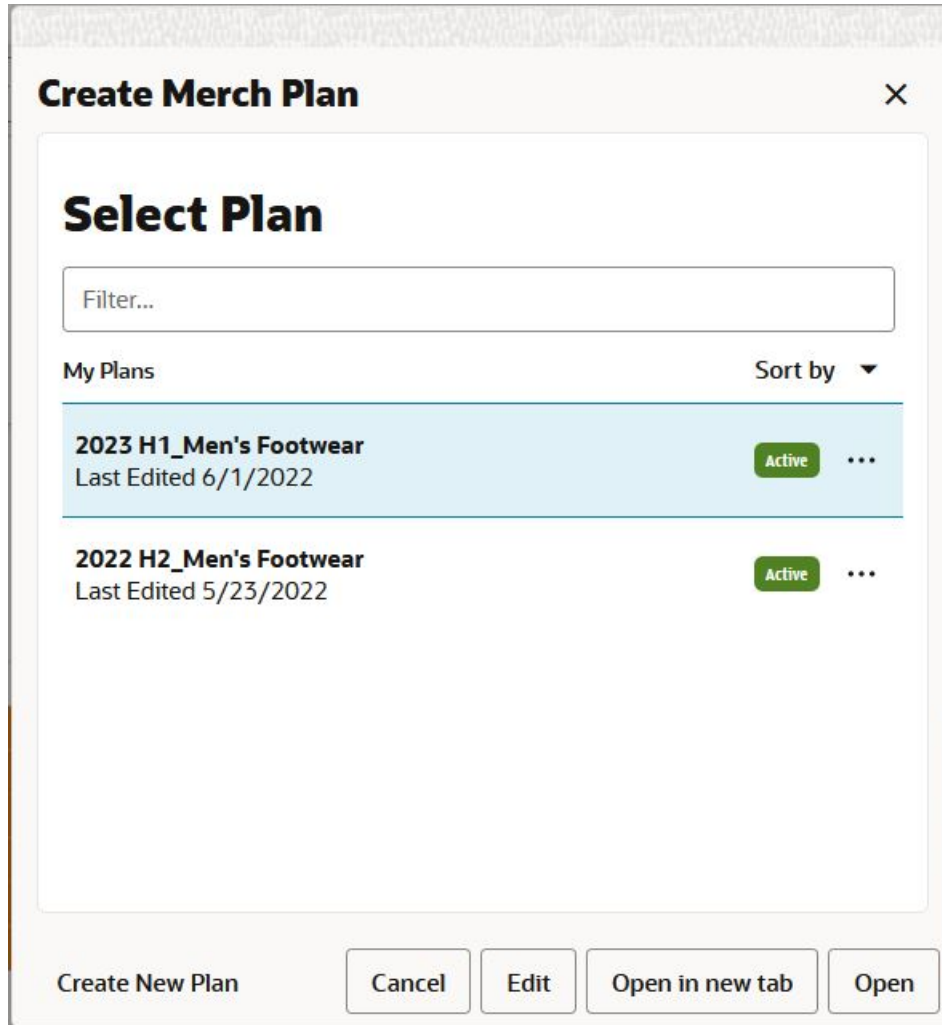 Create Merch Plan
Select Plan
Filter...
My Plans Sort by
2023 H1_Men's Footwear
Last Edited 6/1/2022
Active
2022 H2_Men's Footwear
Last Edited 5/23/2022
Active
Create New Plan Cancel Edit Open in new tab Open